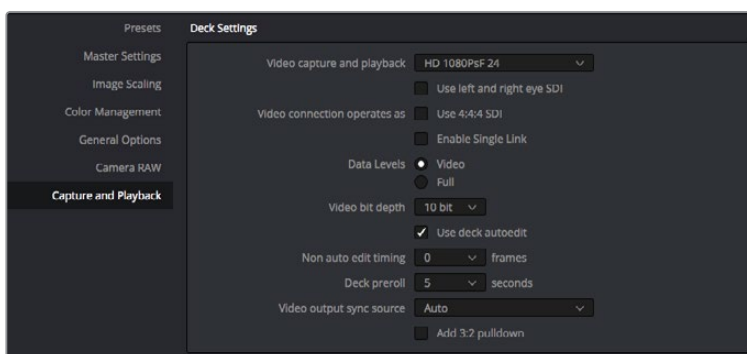 Presets
Master Settings
Image Scaling
Color Management
General Options
Camera RAW
Capture and Playback
Deck Settings
Video capture and playback HD 1080PsF 24
Use left and right eye SDI
Video connection operates as Use 4:4:4 SDI
Enable Single Link
Data Levels Video
Full
Video bit depth 10 bit
Use deck autoedit
Non auto edit timing 0 frames
Deck preroll 5 seconds
Video output sync source Auto
Add 3:2 pulldown